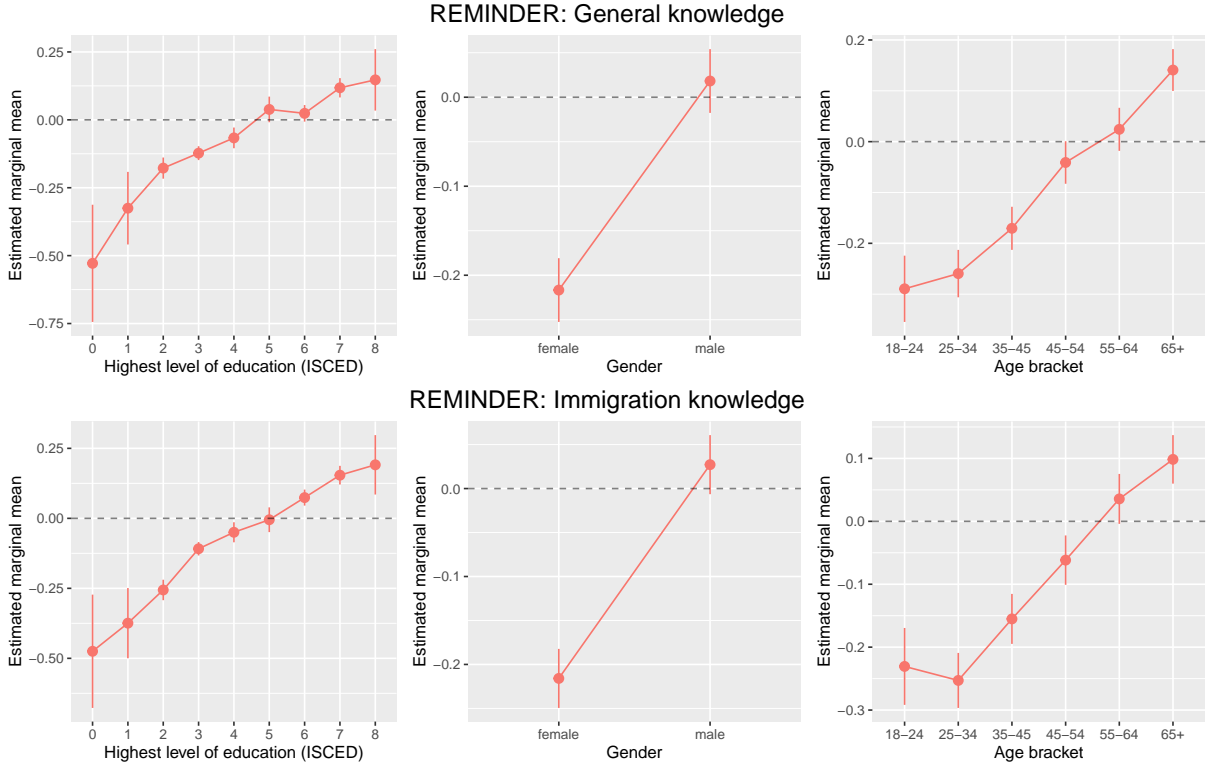 REMINDER: General knowledge
Estimated marginal mean
0.25
0.00
−0.25
−0.50
−0.75
0 1 2 3 4 5 6 7 8
Highest level of education (ISCED)
Estimated marginal mean
0.0
−0.1
−0.2
female male
Gender
Estimated marginal mean
0.2
0.0
−0.2
18−24 25−34 35−45 45−54 55−64 65+
Age bracket
REMINDER: Immigration knowledge
Estimated marginal mean
0.25
0.00
−0.25
−0.50
0 1 2 3 4 5 6 7 8
Highest level of education (ISCED)
Estimated marginal mean
0.0
−0.1
−0.2
female male
Gender
Estimated marginal mean
0.1
0.0
−0.1
−0.2
−0.3
18−24 25−34 35−45 45−54 55−64 65+
Age bracket